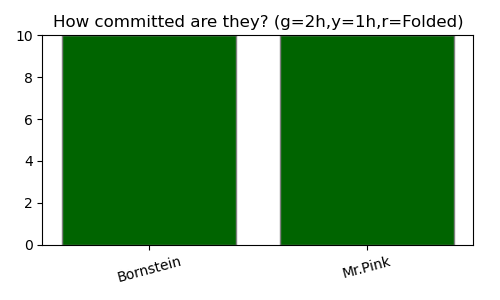 How committed are they? (g=2h,y=1h,r=Folded)
10
8
6
4
2
0
Bornstein
Mr.Pink